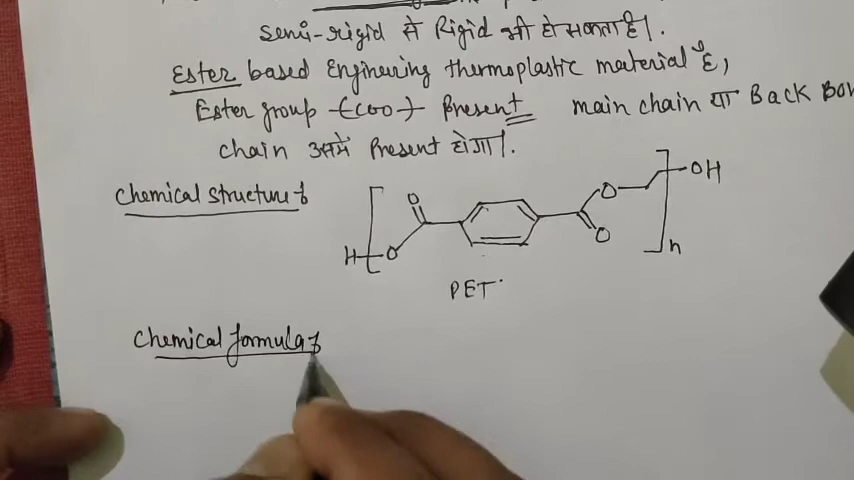 semi-rigid से Rigid भी हो सकता है।
Ester based Engineering thermoplastic material है,
Ester group -(COO)- Present main chain या Back Bon
chain उसमे Present होगा।
Chemical structure :-
H O O O O OH n
PET
Chemical formula :-